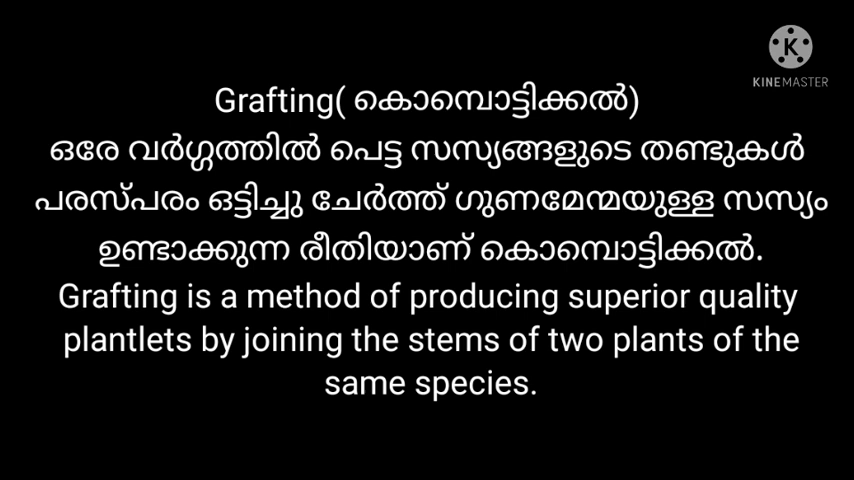 KINEMASTER
Grafting( കൊമ്പൊട്ടിക്കൽ)
ഒരേ വർഗ്ഗത്തിൽ പെട്ട സസ്യങ്ങളുടെ തണ്ടുകൾ
പരസ്പരം ഒട്ടിച്ചു ചേർത്ത് ഗുണമേന്മയുള്ള സസ്യം
ഉണ്ടാക്കുന്ന രീതിയാണ് കൊമ്പൊട്ടിക്കൽ.
Grafting is a method of producing superior quality
plantlets by joining the stems of two plants of the
same species.